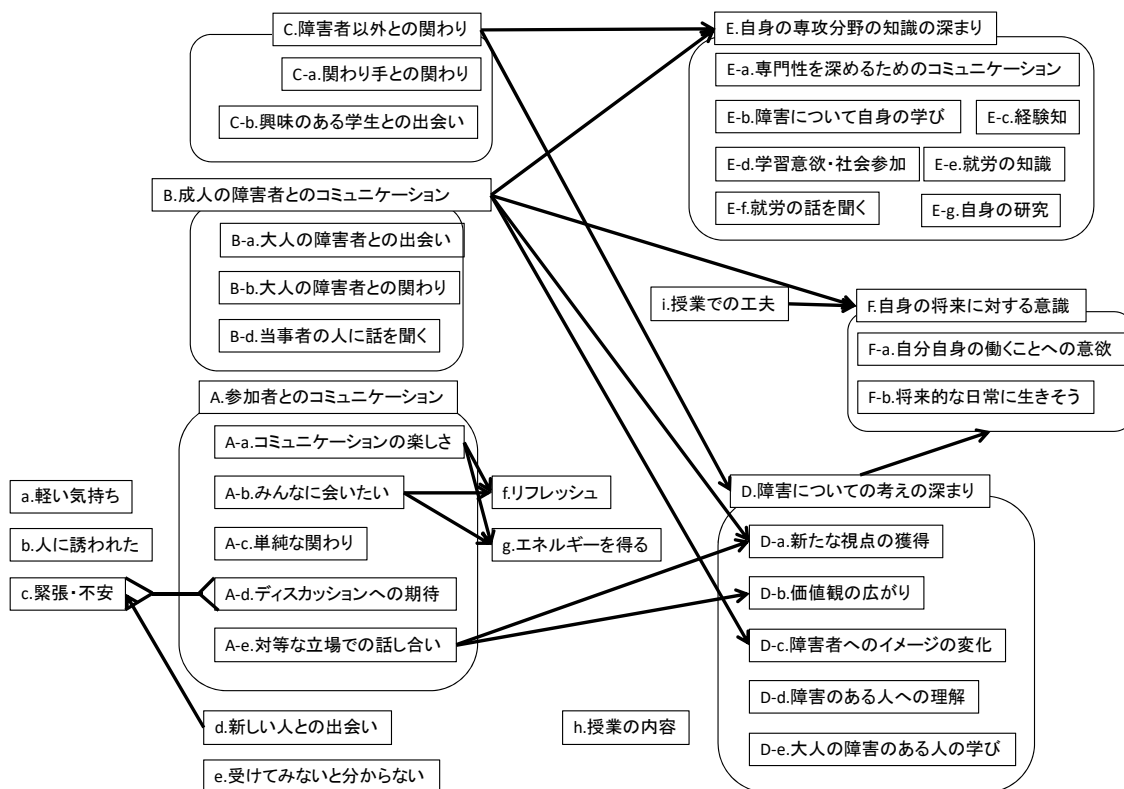 C.障害者以外との関わり
C-a.関わり手との関わり
C-b.興味のある学生との出会い
B.成人の障害者とのコミュニケーション
B-a.大人の障害者との出会い
B-b.大人の障害者との関わり
B-d.当事者の人に話を聞く
A.参加者とのコミュニケーション
A-a.コミュニケーションの楽しさ
A-b.みんなに会いたい
A-c.単純な関わり
A-d.ディスカッションへの期待
A-e.対等な立場での話し合い
a.軽い気持ち
b.人に誘われた
c.緊張・不安
d.新しい人との出会い
e.受けてみないと分からない
f.リフレッシュ
g.エネルギーを得る
h.授業の内容
i.授業での工夫
E.自身の専攻分野の知識の深まり
E-a.専門性を深めるためのコミュニケーション
E-b.障害について自身の学び
E-c.経験知
E-d.学習意欲・社会参加
E-e.就労の知識
E-f.就労の話を聞く
E-g.自身の研究
F.自身の将来に対する意識
F-a.自分自身の働くことへの意欲
F-b.将来的な日常に生きそう
D.障害についての考えの深まり
D-a.新たな視点の獲得
D-b.価値観の広がり
D-c.障害者へのイメージの変化
D-d.障害のある人への理解
D-e.大人の障害のある人の学び